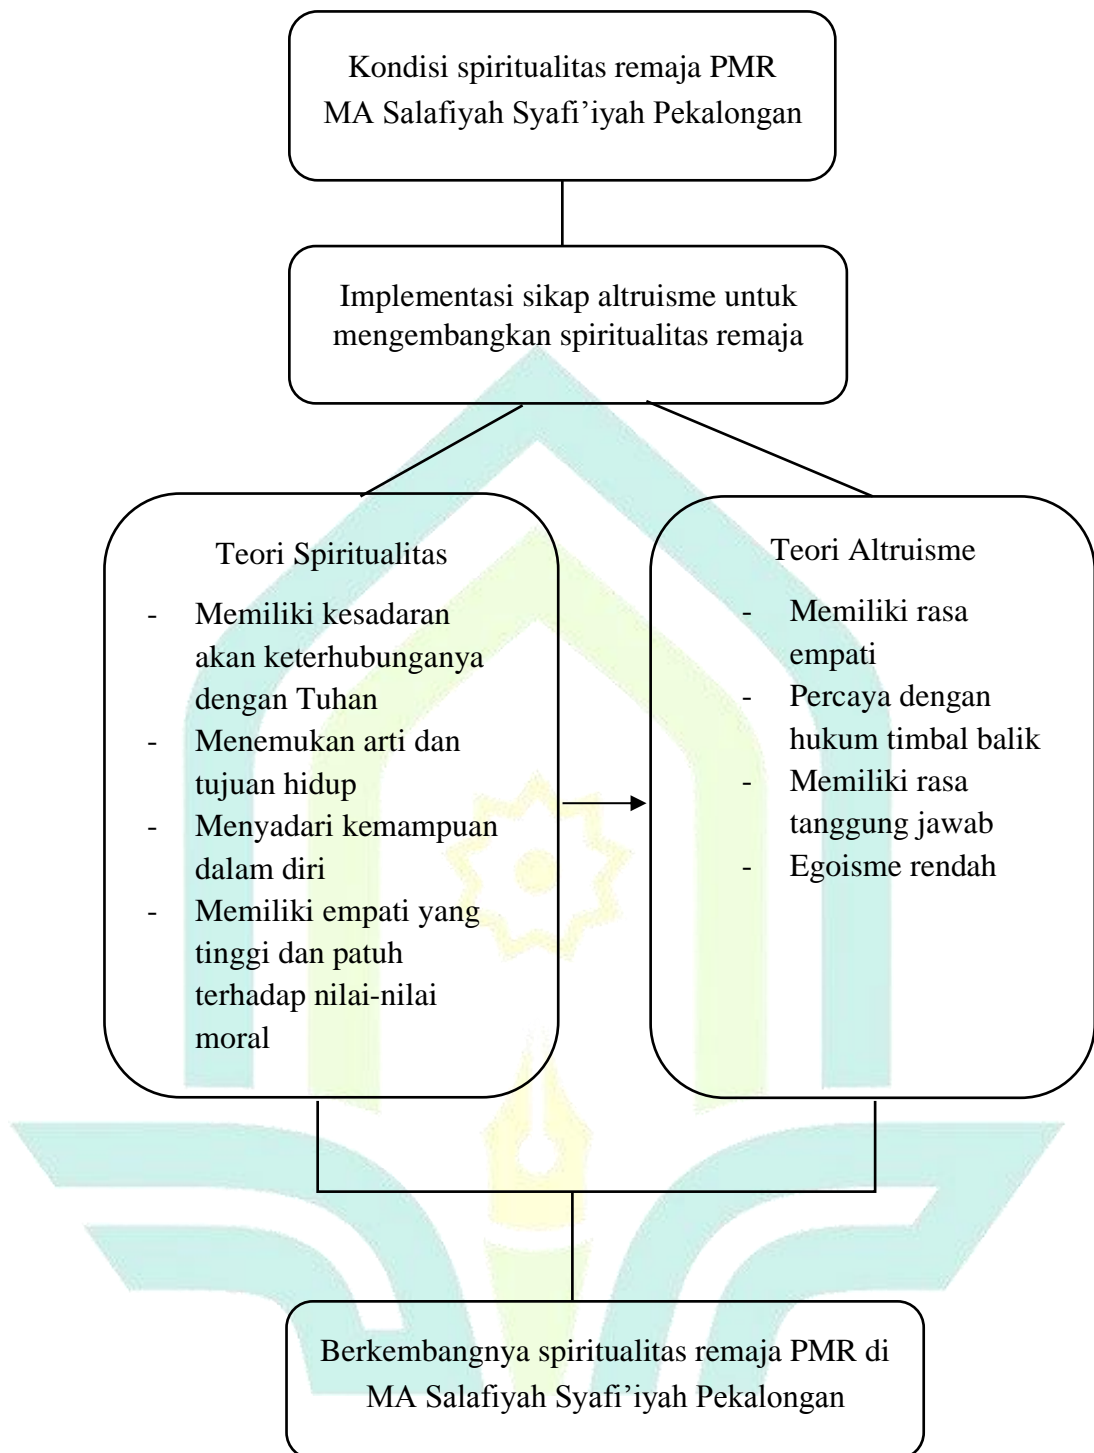 Kondisi spiritualitas remaja PMR
MA Salafiyah Syafi’iyah Pekalongan
Implementasi sikap altruisme untuk
mengembangkan spiritualitas remaja
Teori Spiritualitas
- Memiliki kesadaran
akan keterhubunganya
dengan Tuhan
- Menemukan arti dan
tujuan hidup
- Menyadari kemampuan
dalam diri
- Memiliki empati yang
tinggi dan patuh
terhadap nilai-nilai
moral
Teori Altruisme
- Memiliki rasa
empati
- Percaya dengan
hukum timbal balik
- Memiliki rasa
tanggung jawab
- Egoisme rendah
Berkembangnya spiritualitas remaja PMR di
MA Salafiyah Syafi’iyah Pekalongan